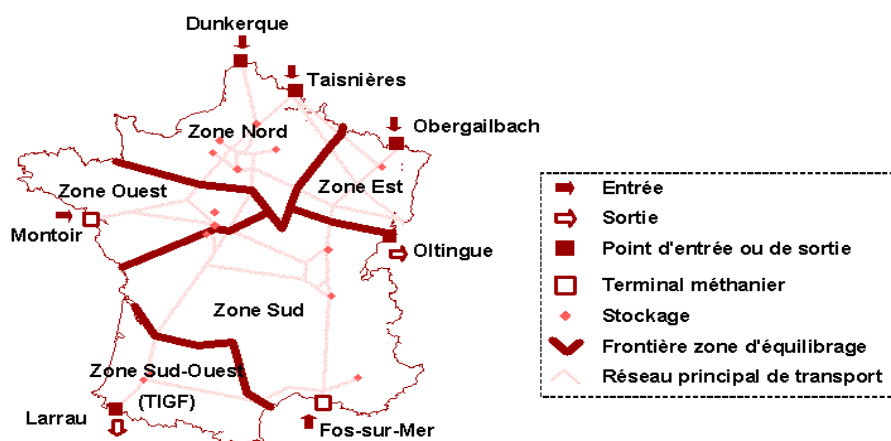 Dunkerque
Taisnières
Zone Nord
Obergailbach
Zone Ouest
Zone Est
Montoir
Oltingue
Zone Sud
Zone Sud-Ouest
(TIGF)
Larrau
Fos-sur-Mer
Entrée
Sortie
Point d'entrée ou de sortie
Terminal méthanier
Stockage
Frontière zone d'équilibrage
Réseau principal de transport